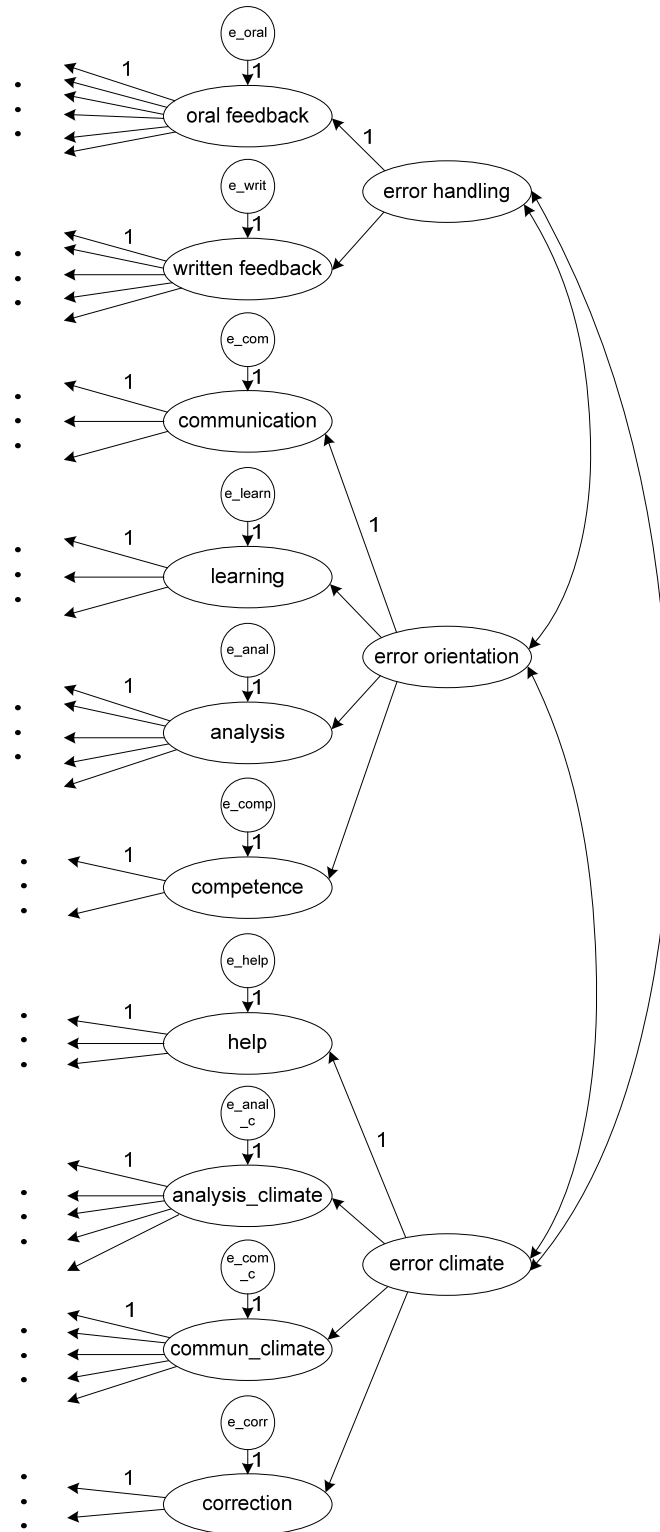 e_oral
1
1
oral feedback
1
error handling
e_writ
1
1
written feedback
e_com
1
1
communication
e_learn
1
1
1
learning
error orientation
e_anal
1
1
analysis
e_comp
1
1
competence
e_help
1
1
help
e_anal
_c
1
1
1
analysis_climate
error climate
e_com
_c
1
1
commun_climate
e_corr
1
1
correction